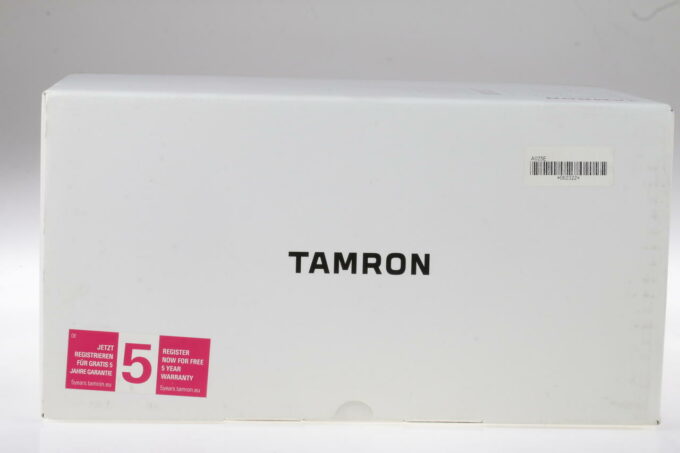 A025E
*002322*
TAMRON
DE
JETZT
REGISTRIEREN
FÜR GRATIS 5
JAHRE GARANTIE
5years.tamron.eu
5
REGISTER
NOW FOR FREE
5 YEAR
WARRANTY
5years.tamron.eu